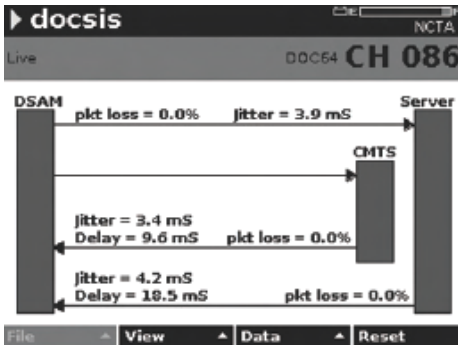 docsis
NCTA
Live
DOC64 CH 086
DSAM
Server
pkt loss = 0.0% Jitter = 3.9 mS
CMTS
Jitter = 3.4 mS
Delay = 9.6 mS pkt loss = 0.0%
Jitter = 4.2 mS
Delay = 18.5 mS pkt loss = 0.0%
File View Data Reset